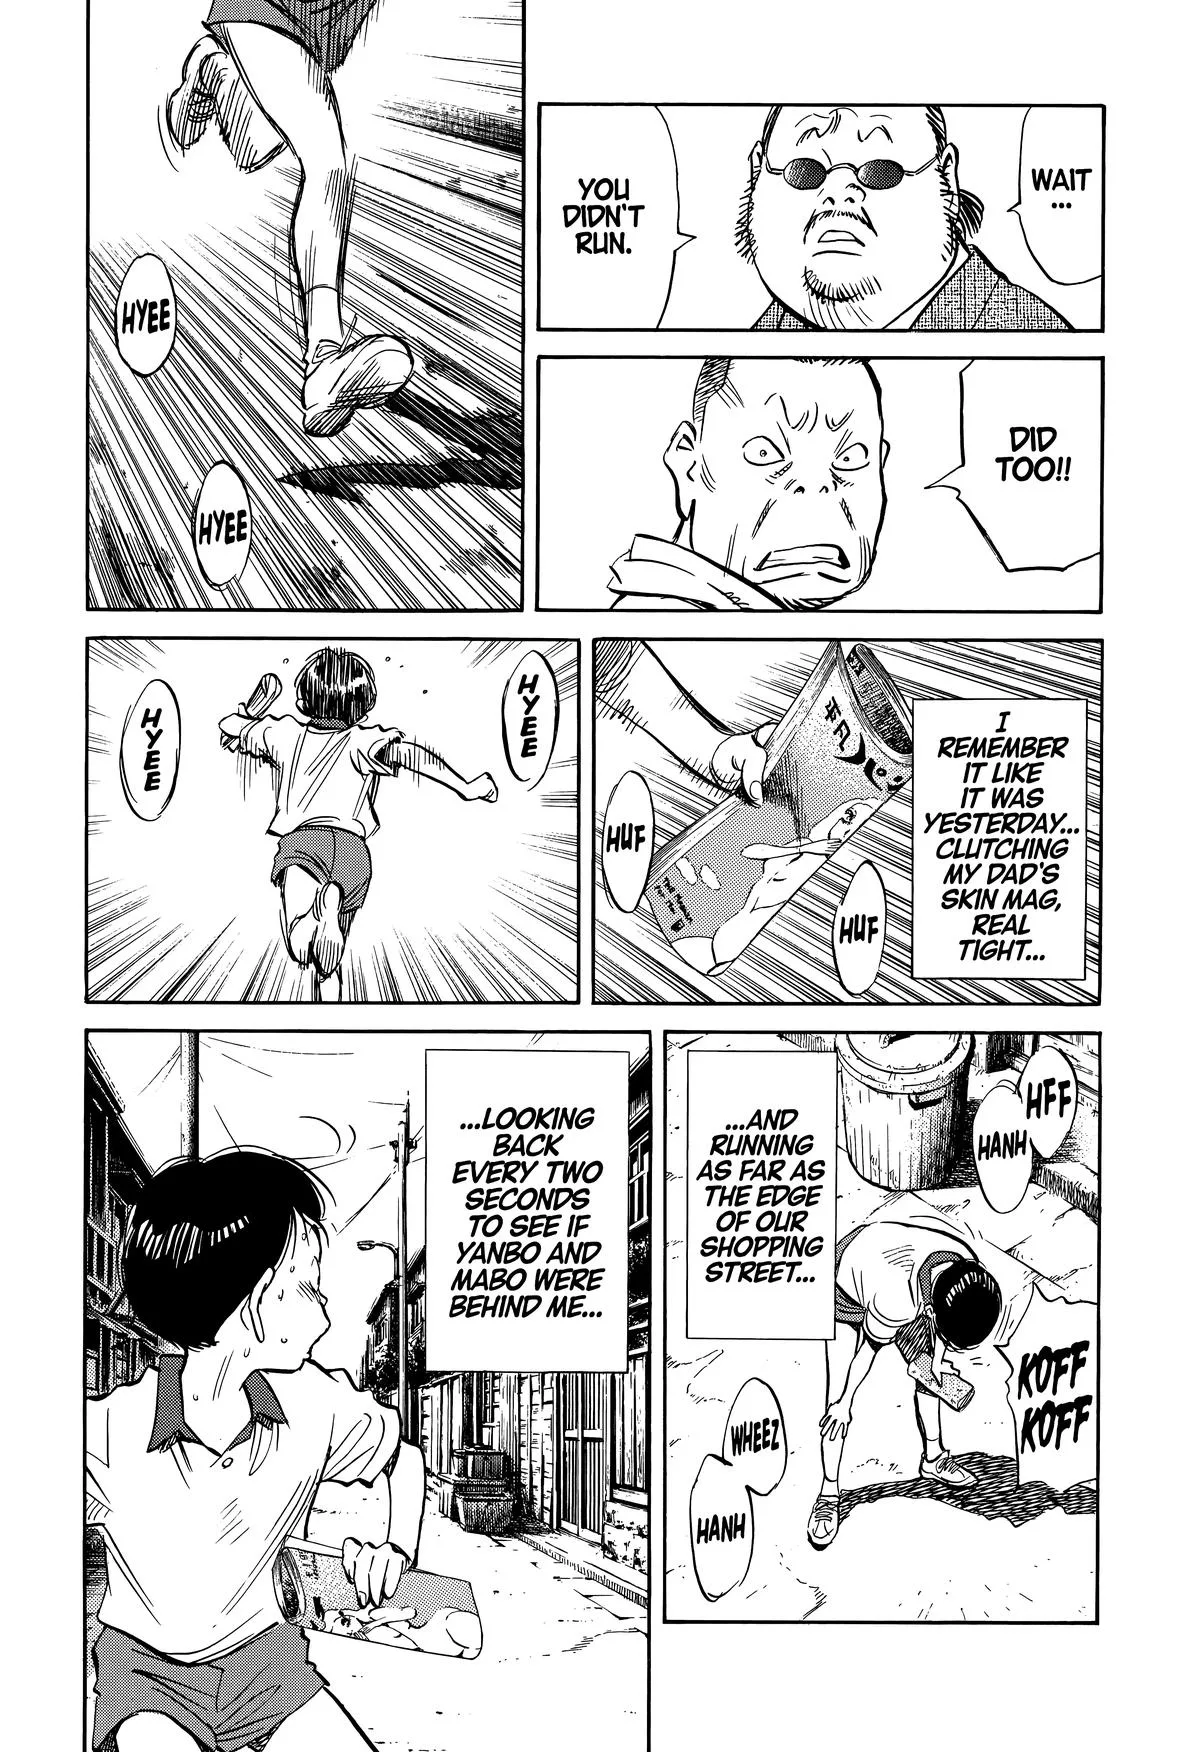 WAIT
...
YOU
DIDN'T
RUN.
DID
TOO!!
HYEE
HYEE
I
REMEMBER
IT LIKE
IT WAS
YESTERDAY...
CLUTCHING
MY DAD'S
SKIN MAG,
REAL
TIGHT...
HUF
HUF
HYEE
HYEE
HFF
HANH
...AND
RUNNING
AS FAR AS
THE EDGE
OF OUR
SHOPPING
STREET...
KOFF
KOFF
WHEEZ
HANH
...LOOKING
BACK
EVERY TWO
SECONDS
TO SEE IF
YANBO AND
MABO WERE
BEHIND ME...